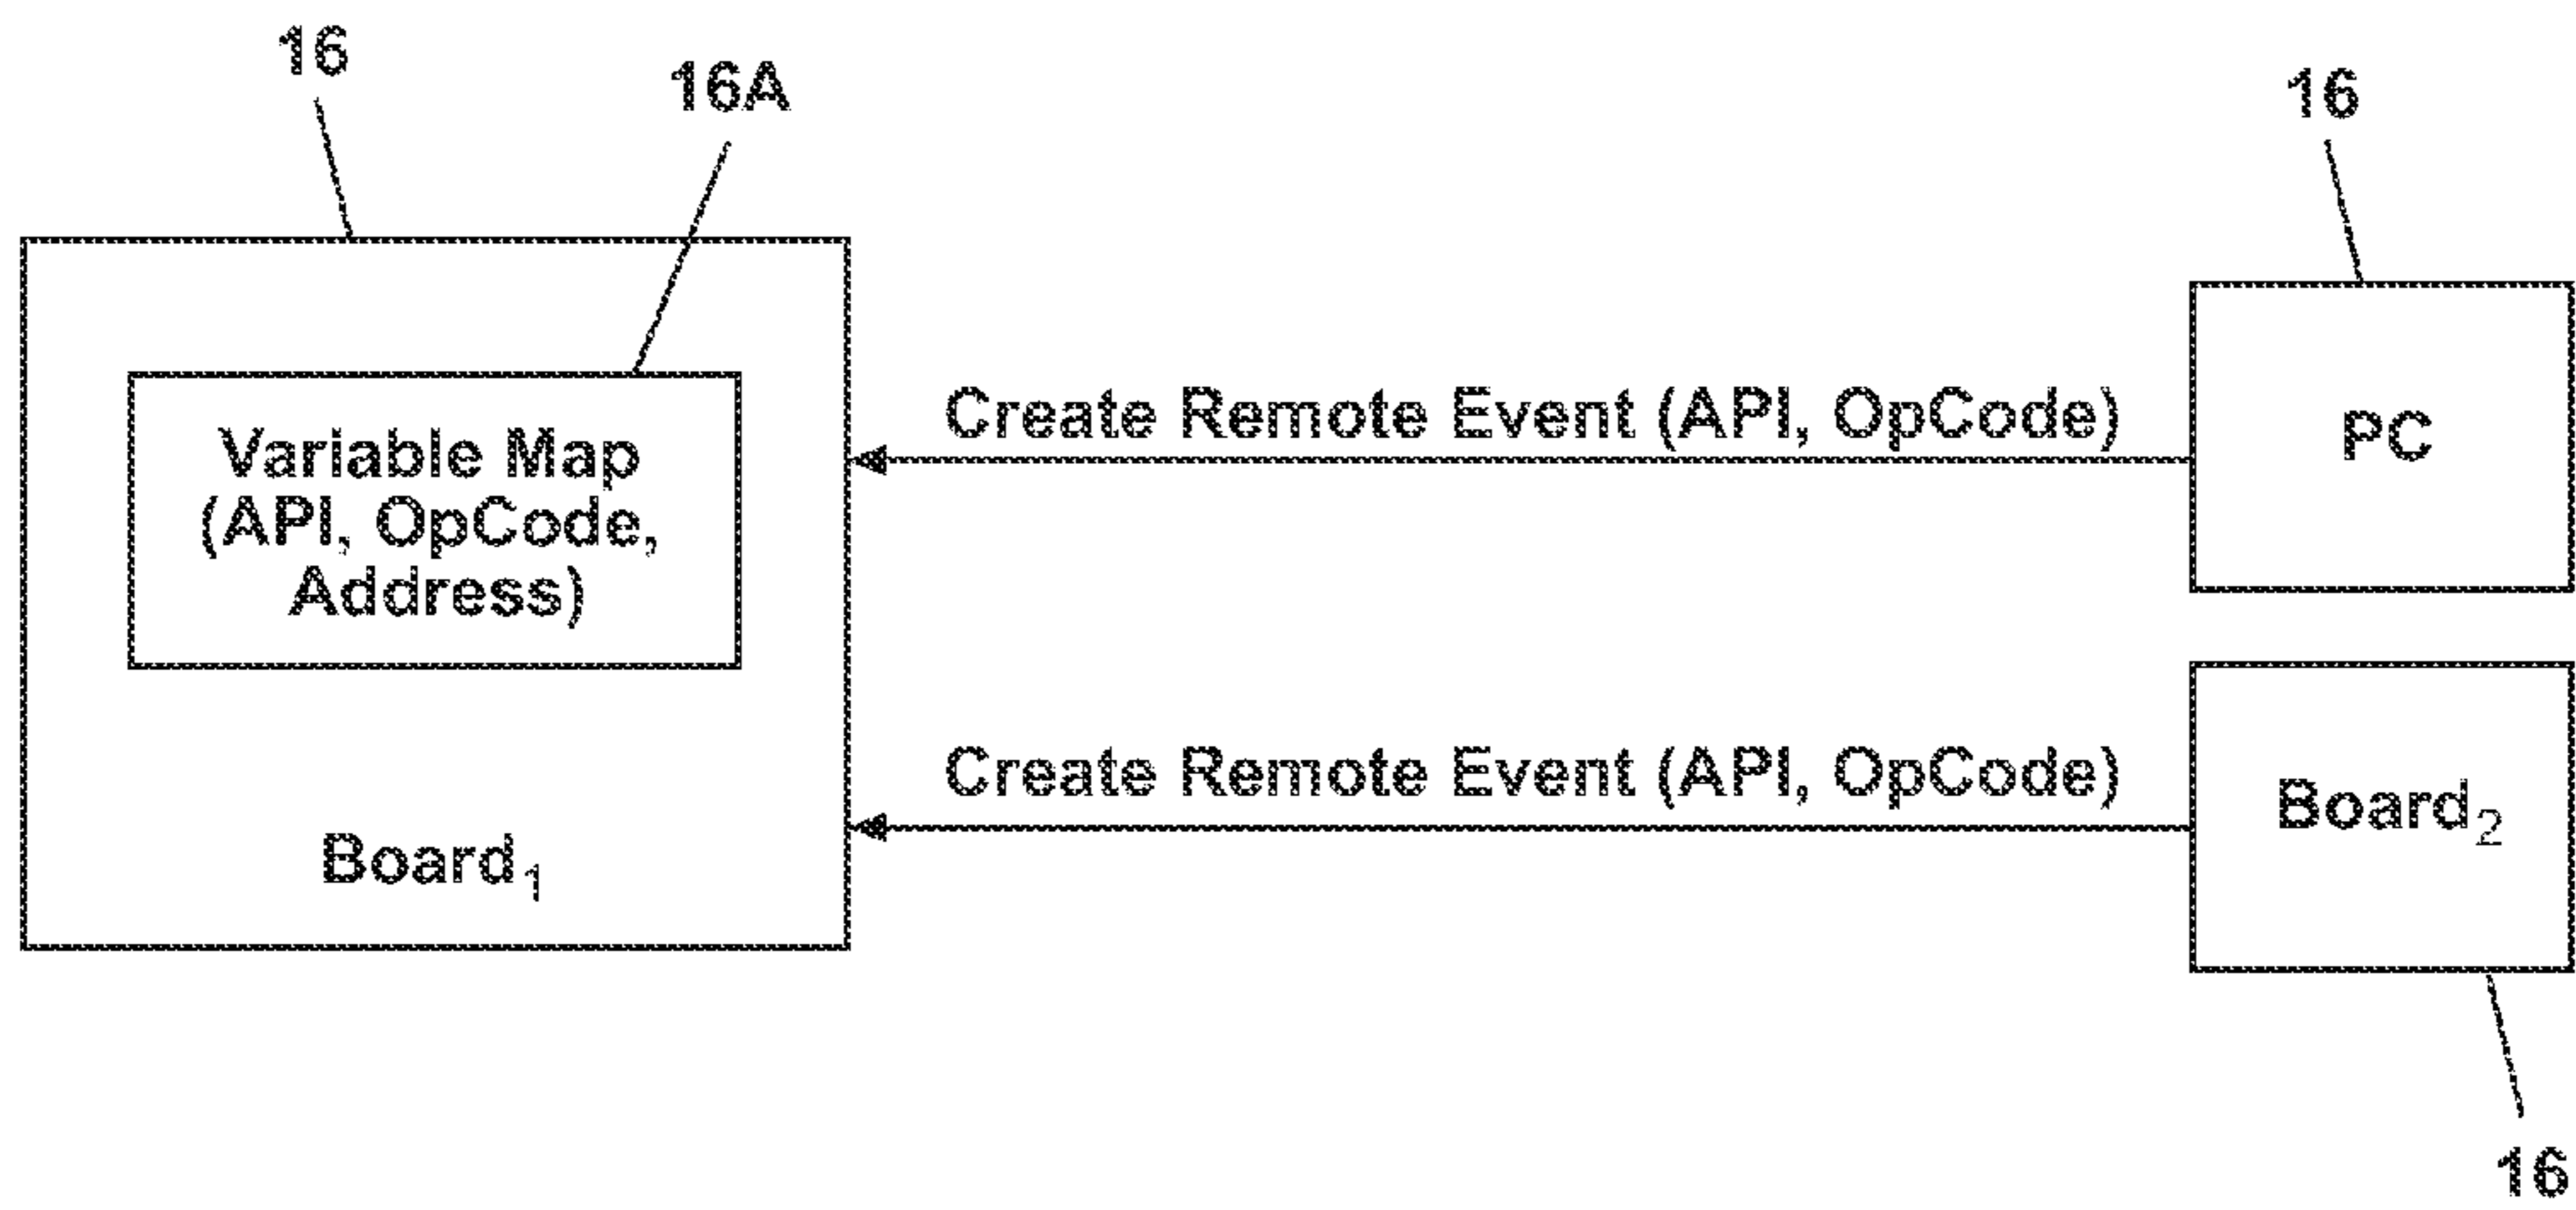 16
16A
16
Variable Map
(API, OpCode,
Address)
Board₁
Create Remote Event (API, OpCode)
PC
Create Remote Event (API, OpCode)
Board₂
16